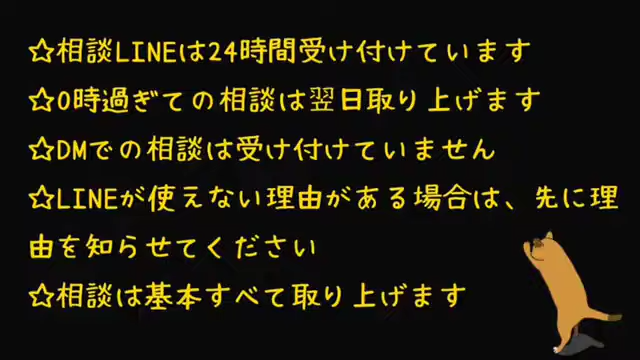 ☆相談LINEは24時間受け付けています
☆0時過ぎての相談は翌日取り上げます
☆DMでの相談は受け付けていません
☆LINEが使えない理由がある場合は、先に理
由を知らせてください
☆相談は基本すべて取り上げます